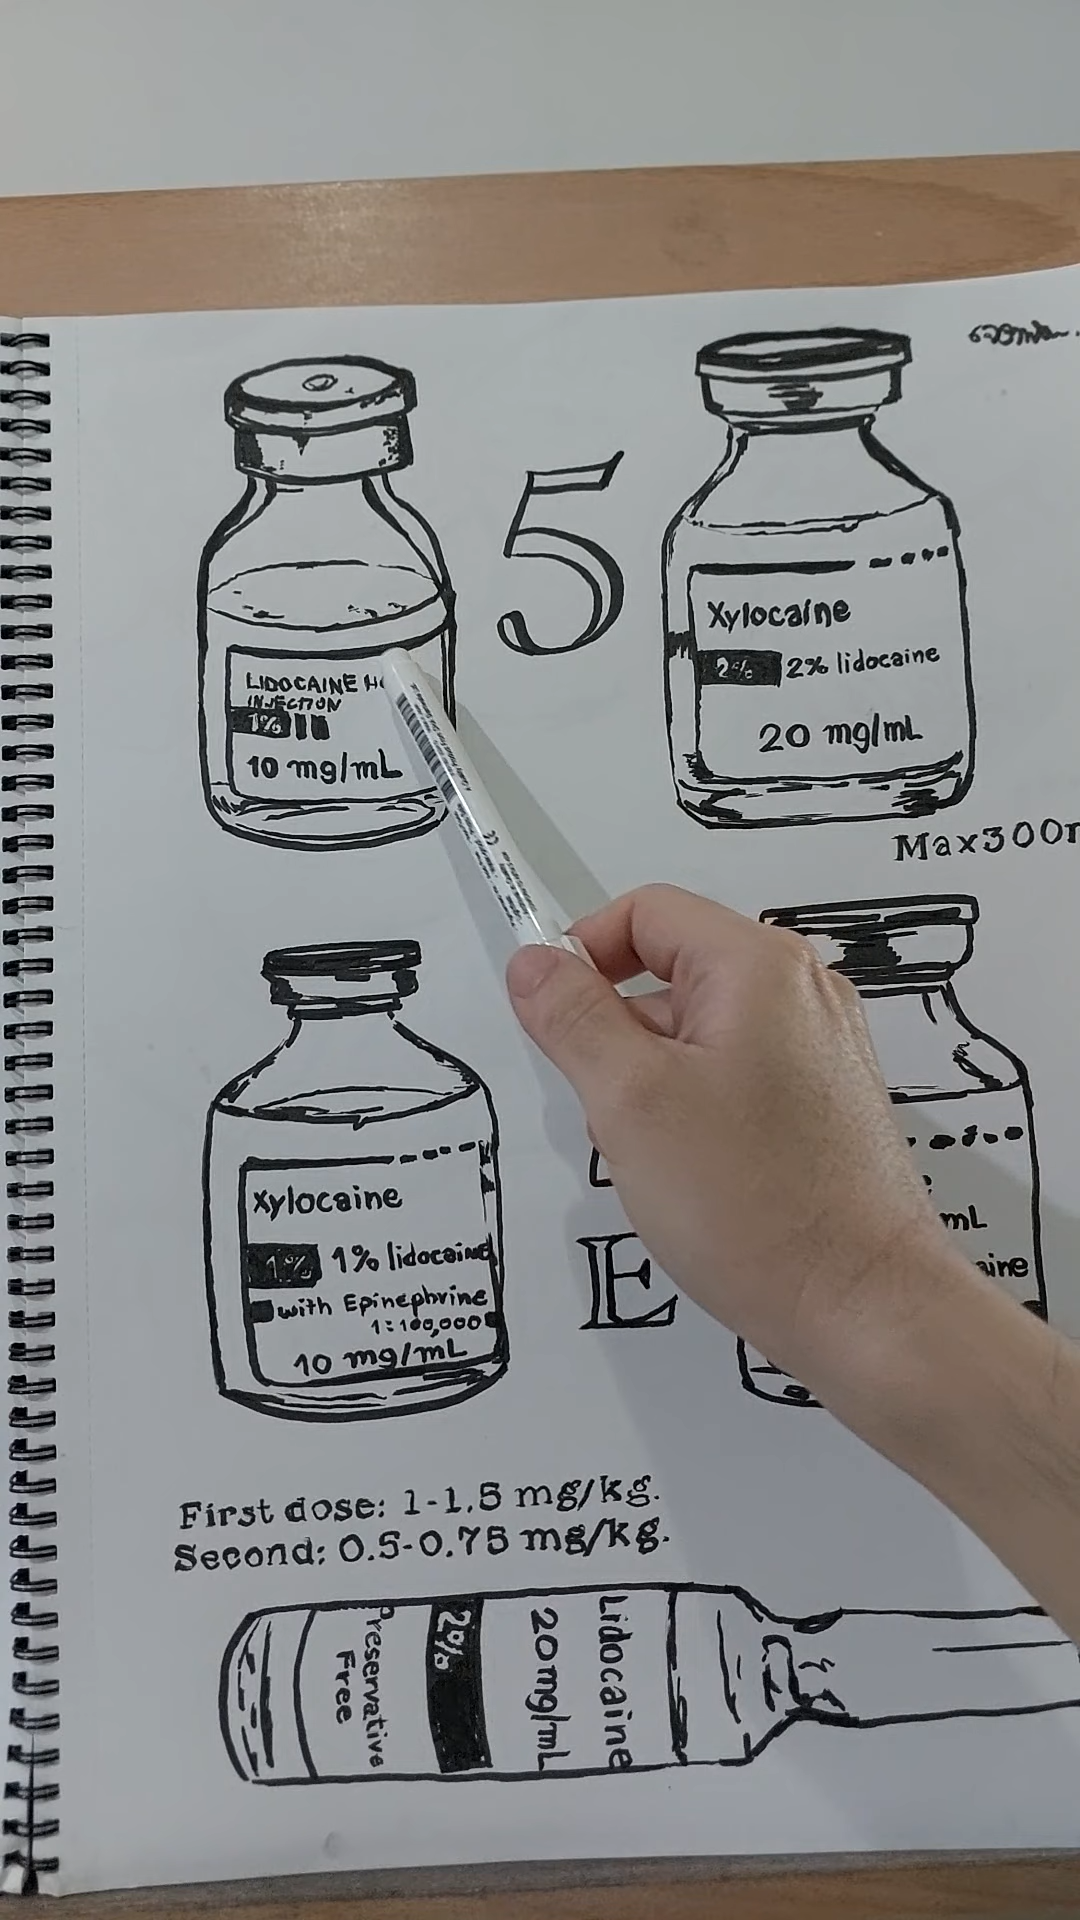 5
LIDOCAINE
INJECTION
1%
10 mg/mL
Xylocaine
2% 2% lidocaine
20 mg/mL
Max300
Xylocaine
1% 1% lidocaine
with Epinephrine
1:100,000
10 mg/mL
E
mL
aine
First dose: 1-1.5 mg/kg.
Second: 0.5-0.75 mg/kg.
Lidocaine
20mg/mL
2%
Preservative
Free